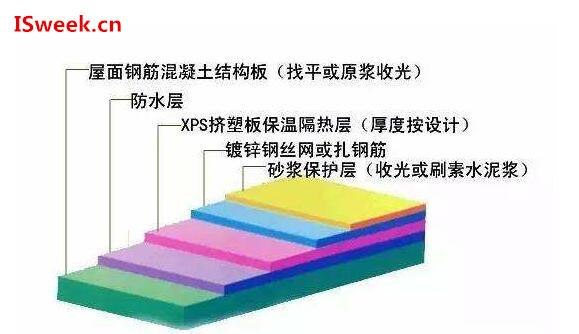 ISweek.cn
屋面钢筋混凝土结构板（找平或原浆收光）
防水层
XPS挤塑板保温隔热层（厚度按设计）
镀锌钢丝网或扎钢筋
砂浆保护层（收光或刷素水泥浆）